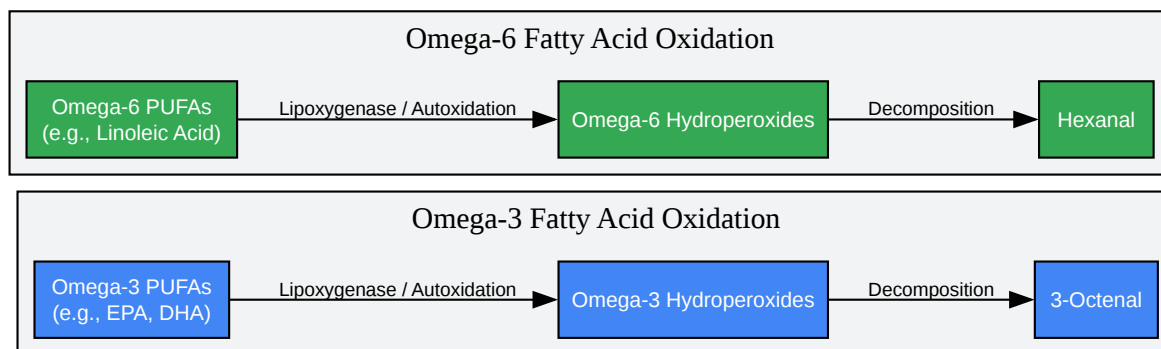 Omega-6 Fatty Acid Oxidation
Omega-6 PUFAs
(e.g., Linoleic Acid)
Lipoxygenase / Autoxidation
Omega-6 Hydroperoxides
Decomposition
Hexanal
Omega-3 Fatty Acid Oxidation
Omega-3 PUFAs
(e.g., EPA, DHA)
Lipoxygenase / Autoxidation
Omega-3 Hydroperoxides
Decomposition
3-Octenal